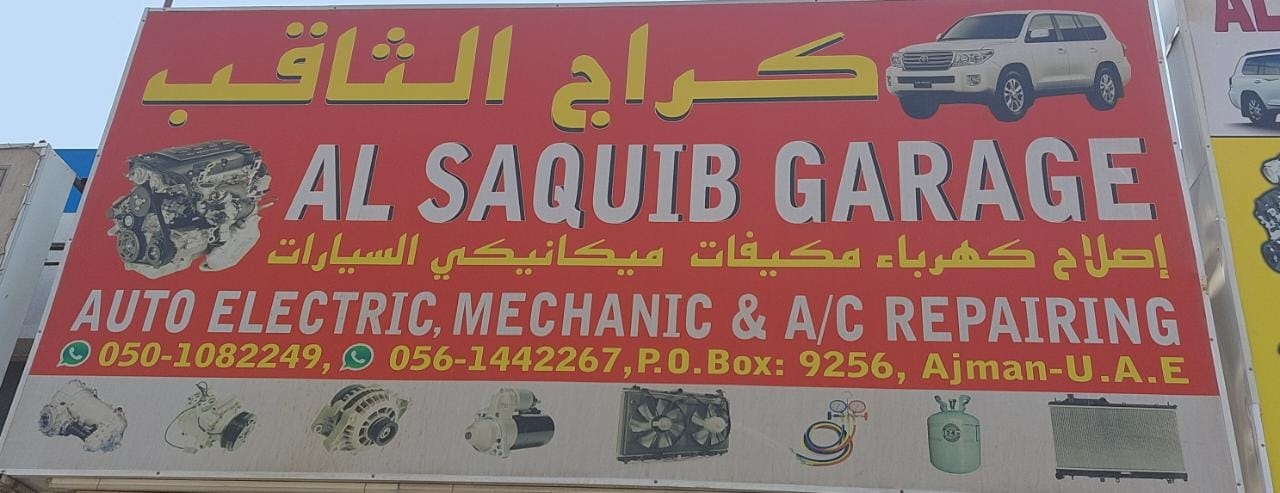 كراج الثاقب
AL SAQUIB GARAGE
إصلاح كهرباء مكيفات ميكانيكي السيارات
AUTO ELECTRIC, MECHANIC & A/C REPAIRING
050-1082249, 056-1442267, P.O.Box: 9256, Ajman-U.A.E
AL